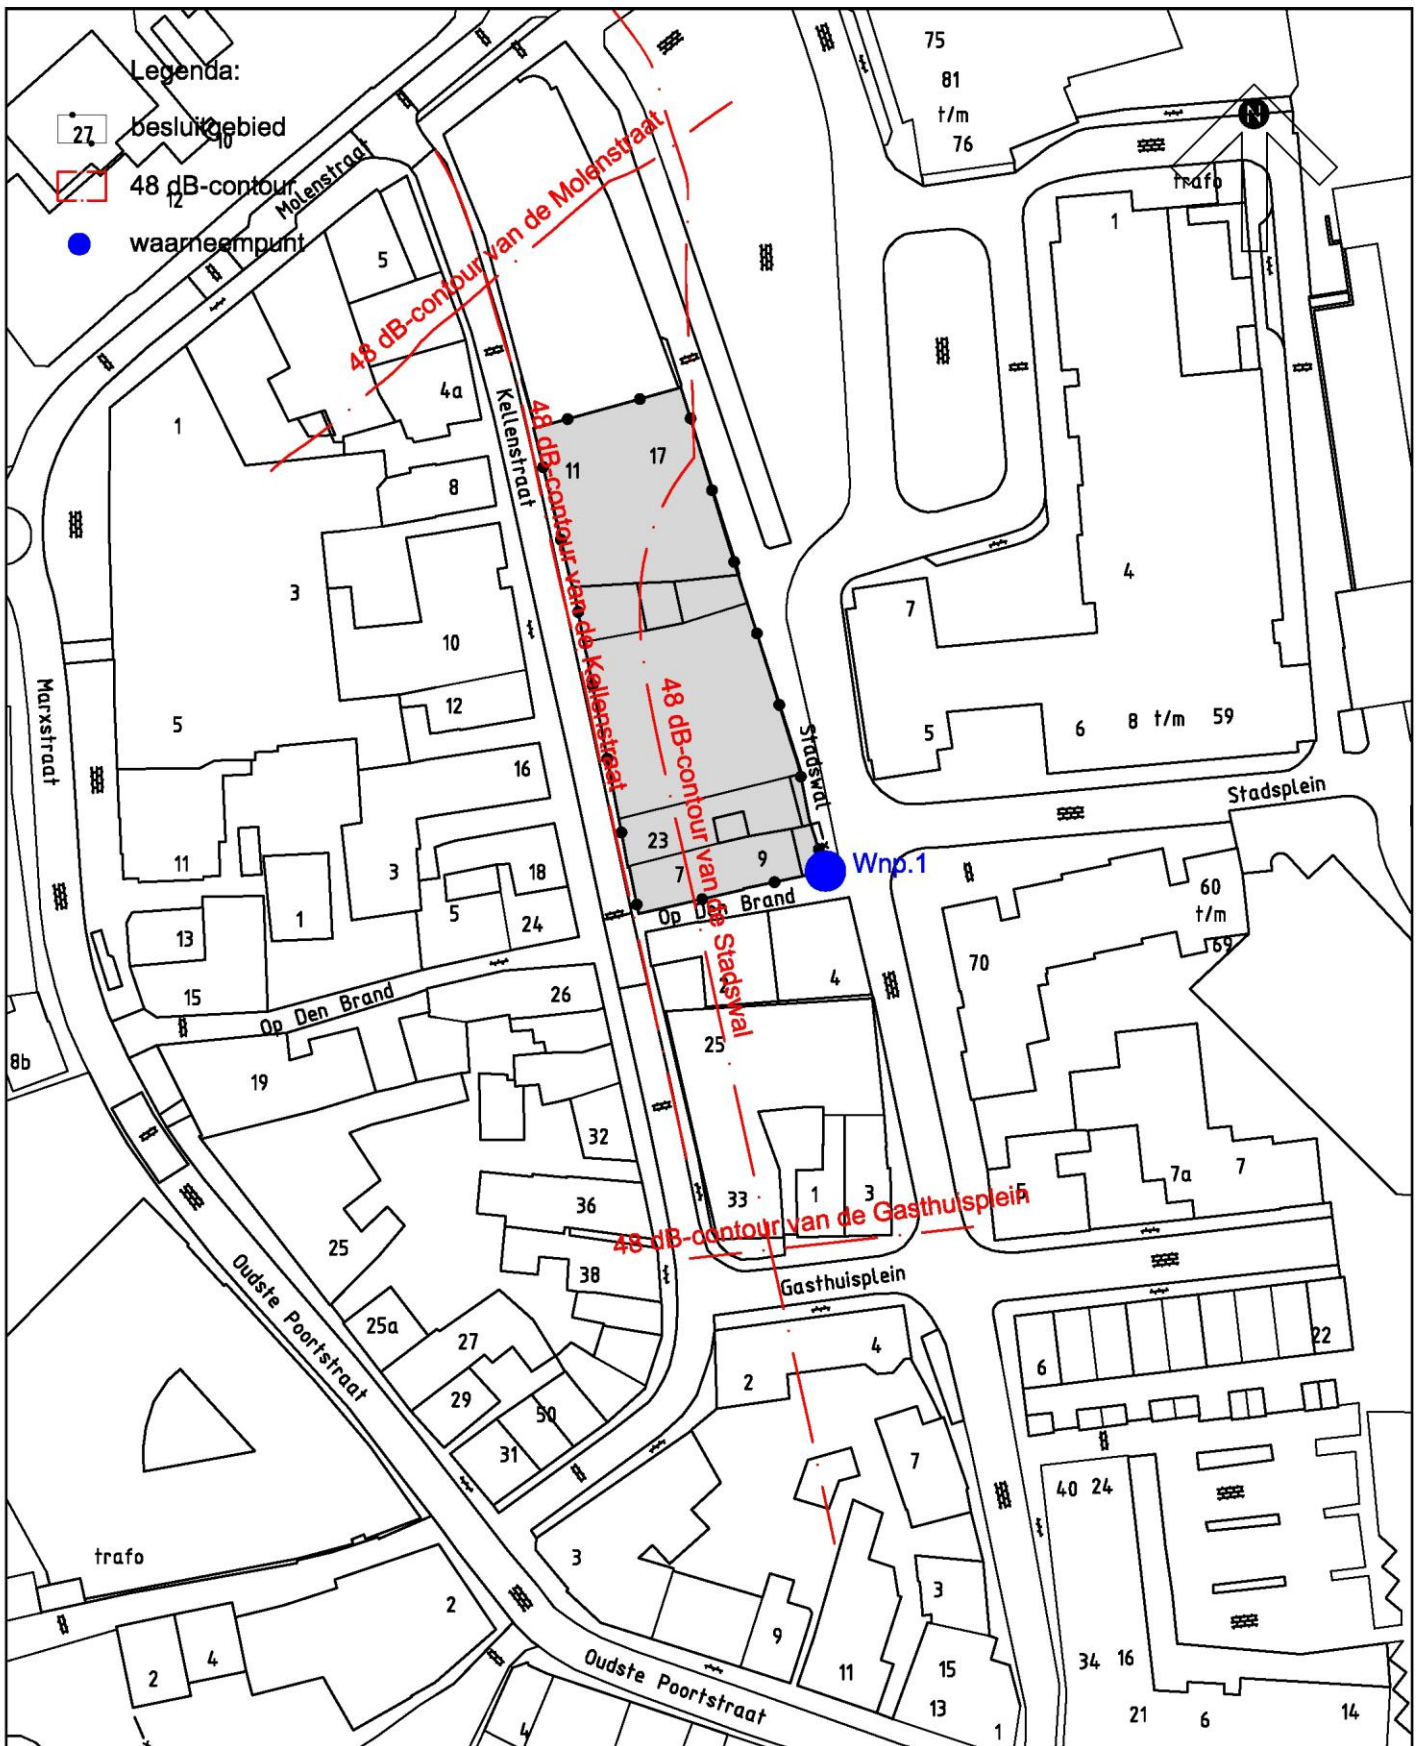 Legenda:
27 besluitgebied
48 dB-contour
waarneempunt
10
12
Molenstraat
75
81
t/m
76
N
trafo
1
48 dB-contour van de Molenstraat
5
4a
1
Kellenstraat
48 dB-contour van de Kellenstraat
11
17
8
3
10
12
4
7
5
6
8 t/m 59
Marxstraat
5
16
48 dB-contour van de Stadswal
Stadswal
Stadsplein
11
3
18
1
5
24
23
7
9
Wnp.1
Op Den Brand
60
t/m
69
70
13
15
Op Den Brand
26
2
4
8b
19
25
32
36
33
1
3
5
7a
7
48 dB-contour van de Gasthuisplein
25
38
Gasthuisplein
Oudste Poortstraat
25a
27
29
50
31
2
4
6
22
7
40 24
trafo
3
3
2
9
11
15
13
1
34 16
21
6
14
2
4
Oudste Poortstraat
4